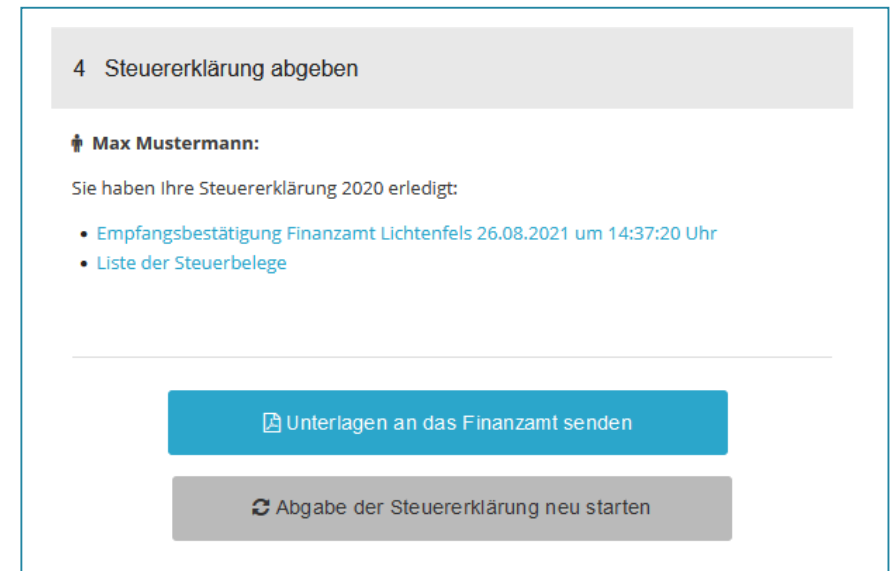 4 Steuererklärung abgeben
Max Mustermann:
Sie haben Ihre Steuererklärung 2020 erledigt:
• Empfangsbestätigung Finanzamt Lichtenfels 26.08.2021 um 14:37:20 Uhr
• Liste der Steuerbelege
Unterlagen an das Finanzamt senden
Abgabe der Steuererklärung neu starten